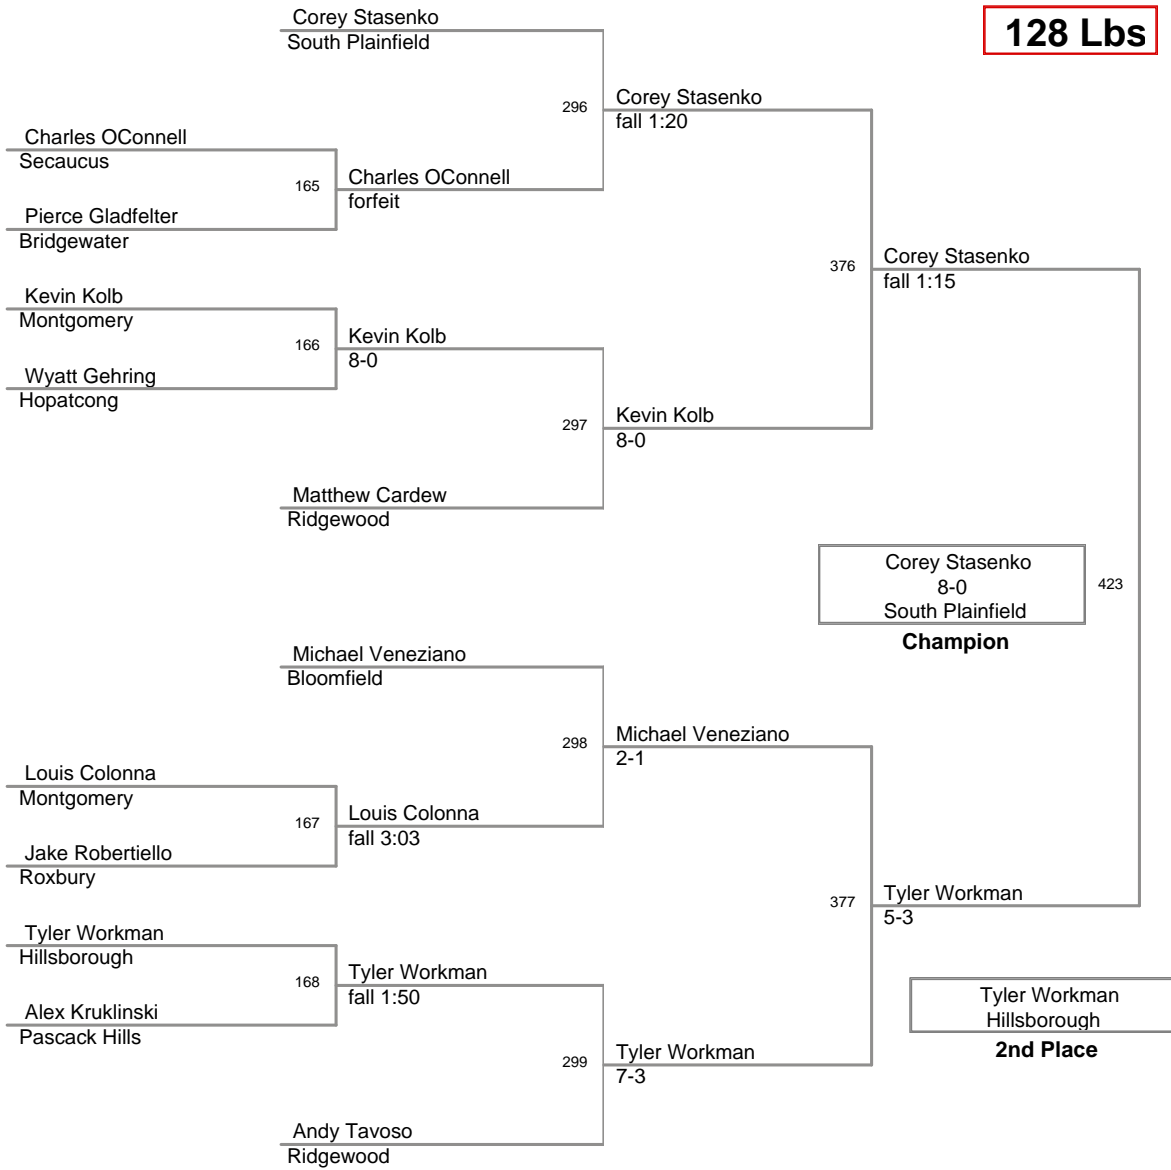 128 Lbs
Corey Stasenko
South Plainfield
296
Corey Stasenko
fall 1:20
Charles OConnell
Secaucus
165
Charles OConnell
forfeit
Pierce Gladfelter
Bridgewater
376
Corey Stasenko
fall 1:15
Kevin Kolb
Montgomery
166
Kevin Kolb
8-0
Wyatt Gehring
Hopatcong
297
Kevin Kolb
8-0
Matthew Cardew
Ridgewood
Corey Stasenko
8-0
South Plainfield
423
Champion
Michael Veneziano
Bloomfield
298
Michael Veneziano
2-1
Louis Colonna
Montgomery
167
Louis Colonna
fall 3:03
Jake Robertiello
Roxbury
377
Tyler Workman
5-3
Tyler Workman
Hillsborough
168
Tyler Workman
fall 1:50
Alex Kruklinski
Pascack Hills
Tyler Workman
Hillsborough
2nd Place
299
Tyler Workman
7-3
Andy Tavoso
Ridgewood